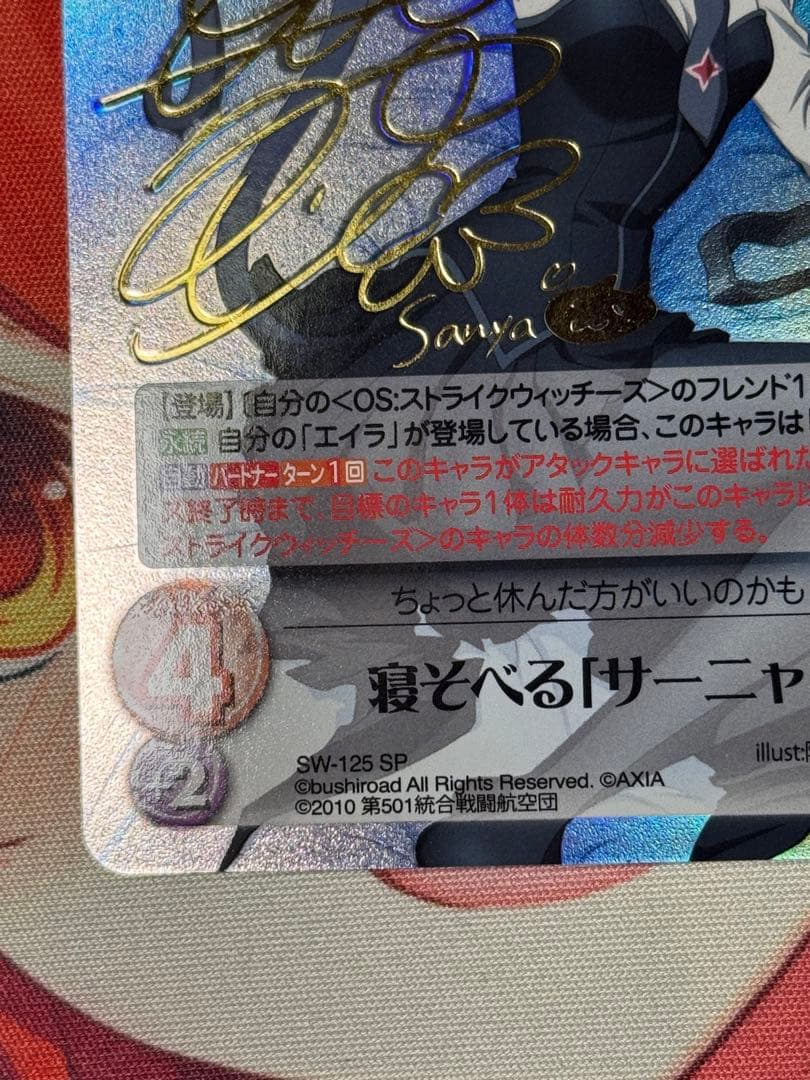 Sanya
【登場】〔自分の<OS:ストライクウィッチーズ>のフレンド1
永続 自分の「エイラ」が登場している場合、このキャラは
自動 パートナー ターン1回 このキャラがアタックキャラに選ばれた
ス終了時まで、目標のキャラ1体は耐久力がこのキャラ
ストライクウィッチーズ>のキャラの体数分減少する。
ちょっと休んだ方がいいのかも
4
寝そべる「サーニャ
+2
SW-125 SP
illust:
©bushiroad All Rights Reserved. ©AXIA
©2010 第501統合戦闘航空団